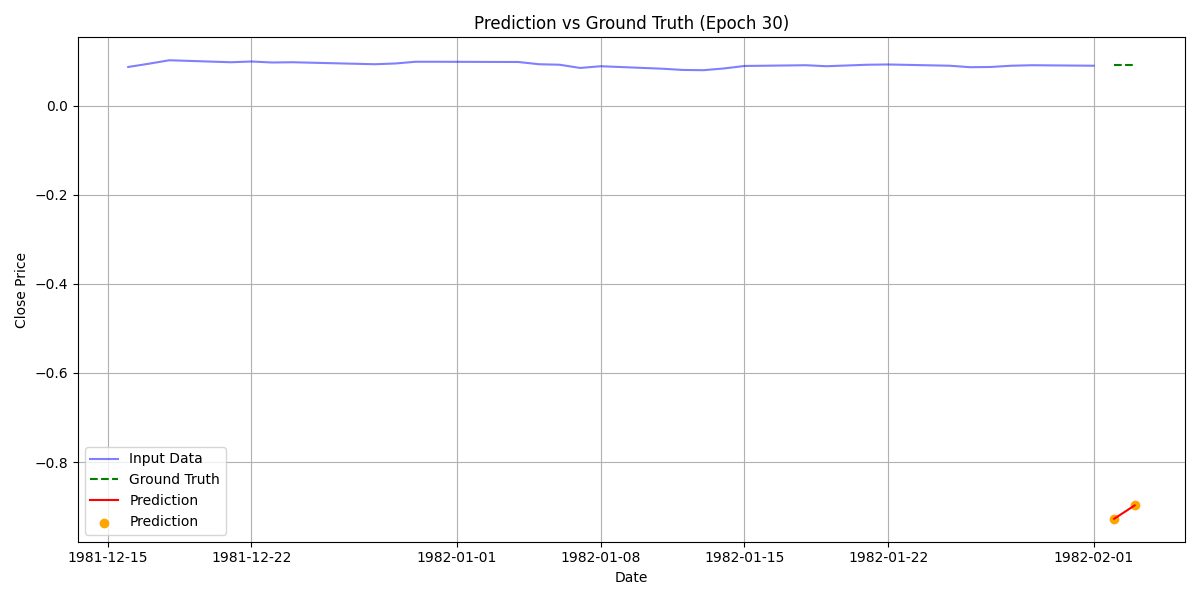 Prediction vs Ground Truth (Epoch 30)
Close Price
0.0
−0.2
−0.4
−0.6
−0.8
Input Data
Ground Truth
Prediction
Prediction
1981-12-15
1981-12-22
1982-01-01
1982-01-08
1982-01-15
1982-01-22
1982-02-01
Date